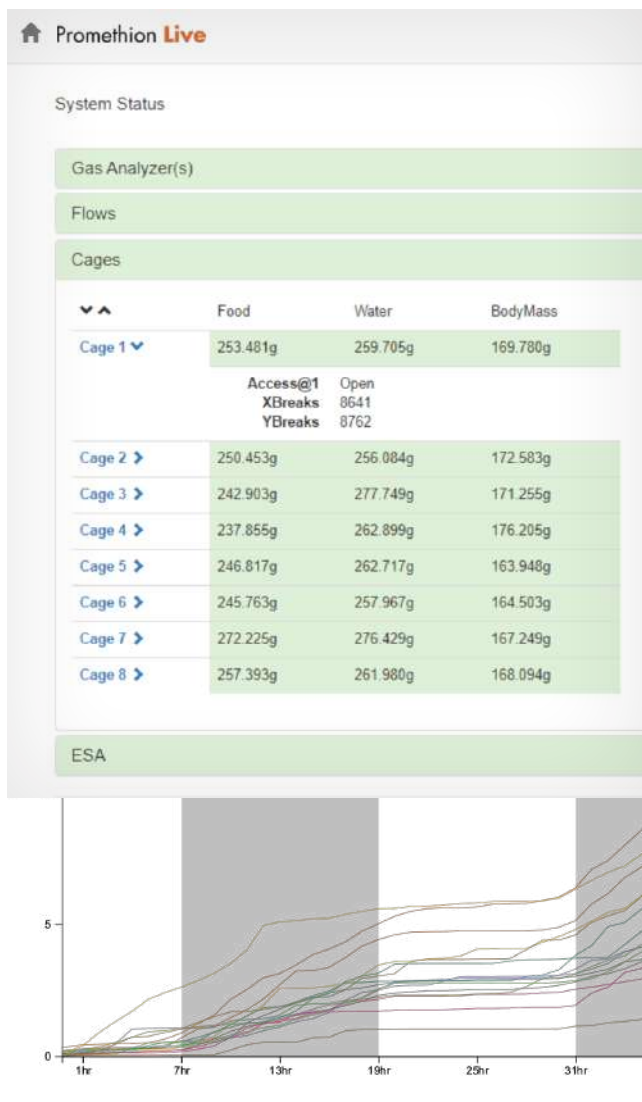 Promethion Live
System Status
Gas Analyzer(s)
Flows
Cages
Food Water BodyMass
Cage 1 253.481g 259.705g 169.780g
Access@1 Open
XBreaks 8641
YBreaks 8762
Cage 2 250.453g 256.084g 172.583g
Cage 3 242.903g 277.749g 171.255g
Cage 4 237.855g 262.899g 176.205g
Cage 5 246.817g 262.717g 163.948g
Cage 6 245.763g 257.967g 164.503g
Cage 7 272.225g 276.429g 167.249g
Cage 8 257.393g 261.980g 168.094g
ESA
5
0
1hr 7hr 13hr 19hr 25hr 31hr